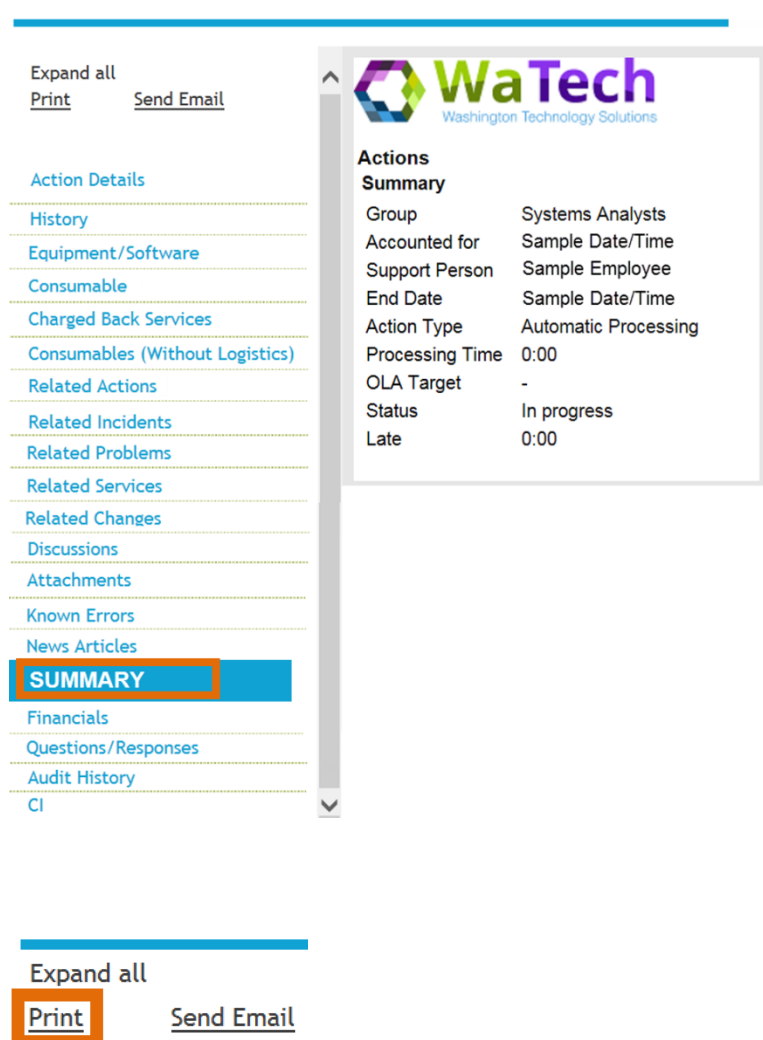 Expand all
Print Send Email
Action Details
History
Equipment/Software
Consumable
Charged Back Services
Consumables (Without Logistics)
Related Actions
Related Incidents
Related Problems
Related Services
Related Changes
Discussions
Attachments
Known Errors
News Articles
SUMMARY
Financials
Questions/Responses
Audit History
CI
WaTech
Washington Technology Solutions
Actions
Summary
Group Systems Analysts
Accounted for Sample Date/Time
Support Person Sample Employee
End Date Sample Date/Time
Action Type Automatic Processing
Processing Time 0:00
OLA Target -
Status In progress
Late 0:00
Expand all
Print Send Email